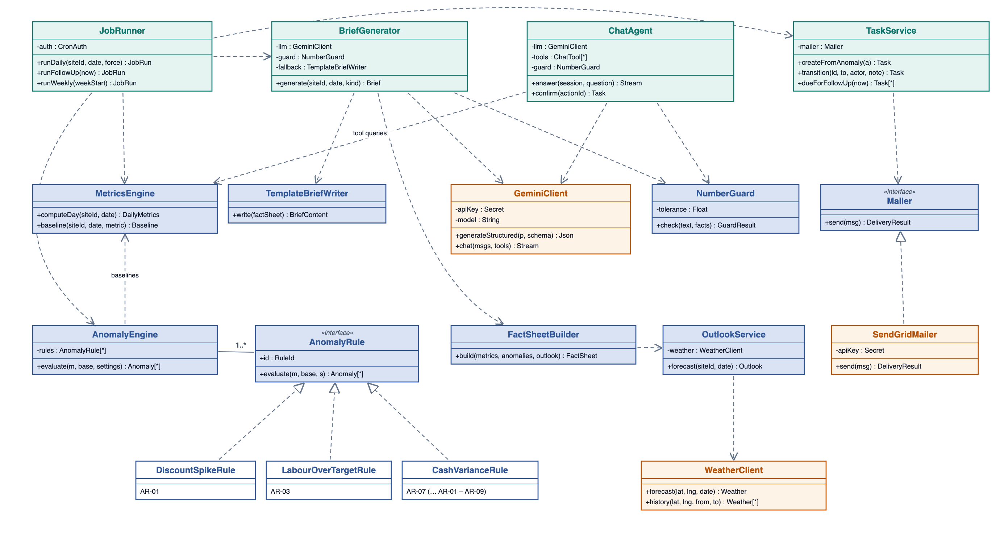 JobRunner
-auth : CronAuth
+runDaily(siteId, date, force) : JobRun
+runFollowUp(now) : JobRun
+runWeekly(weekStart) : JobRun
BriefGenerator
-llm : GeminiClient
-guard : NumberGuard
-fallback : TemplateBriefWriter
+generate(siteId, date, kind) : Brief
ChatAgent
-llm : GeminiClient
-tools : ChatTool[*]
-guard : NumberGuard
+answer(session, question) : Stream
+confirm(actionId) : Task
TaskService
-mailer : Mailer
+createFromAnomaly(a) : Task
+transition(id, to, actor, note) : Task
+dueForFollowUp(now) : Task[*]
tool queries
MetricsEngine
+computeDay(siteId, date) : DailyMetrics
+baseline(siteId, date, metric) : Baseline
TemplateBriefWriter
+write(factSheet) : BriefContent
GeminiClient
-apiKey : Secret
-model : String
+generateStructured(p, schema) : Json
+chat(msgs, tools) : Stream
NumberGuard
-tolerance : Float
+check(text, facts) : GuardResult
«interface»
Mailer
+send(msg) : DeliveryResult
baselines
AnomalyEngine
-rules : AnomalyRule[*]
+evaluate(m, base, settings) : Anomaly[*]
1..*
«interface»
AnomalyRule
+id : RuleId
+evaluate(m, base, s) : Anomaly[*]
FactSheetBuilder
+build(metrics, anomalies, outlook) : FactSheet
OutlookService
-weather : WeatherClient
+forecast(siteId, date) : Outlook
SendGridMailer
-apiKey : Secret
+send(msg) : DeliveryResult
DiscountSpikeRule
AR-01
LabourOverTargetRule
AR-03
CashVarianceRule
AR-07 (… AR-01 – AR-09)
WeatherClient
+forecast(lat, lng, date) : Weather
+history(lat, lng, from, to) : Weather[*]